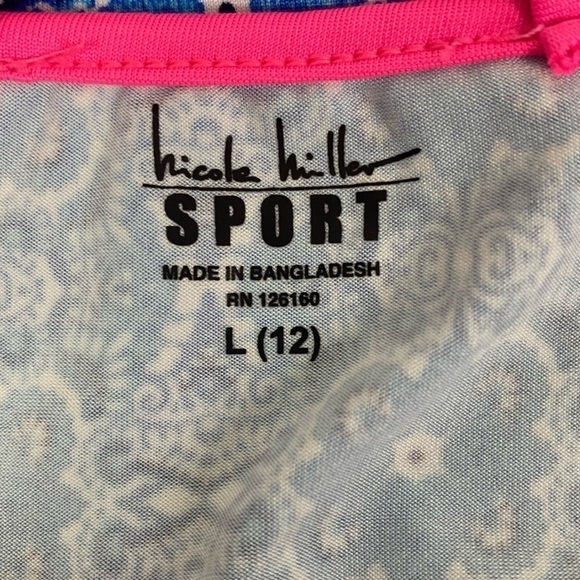 nicole miller
SPORT
MADE IN BANGLADESH
RN 126160
L (12)